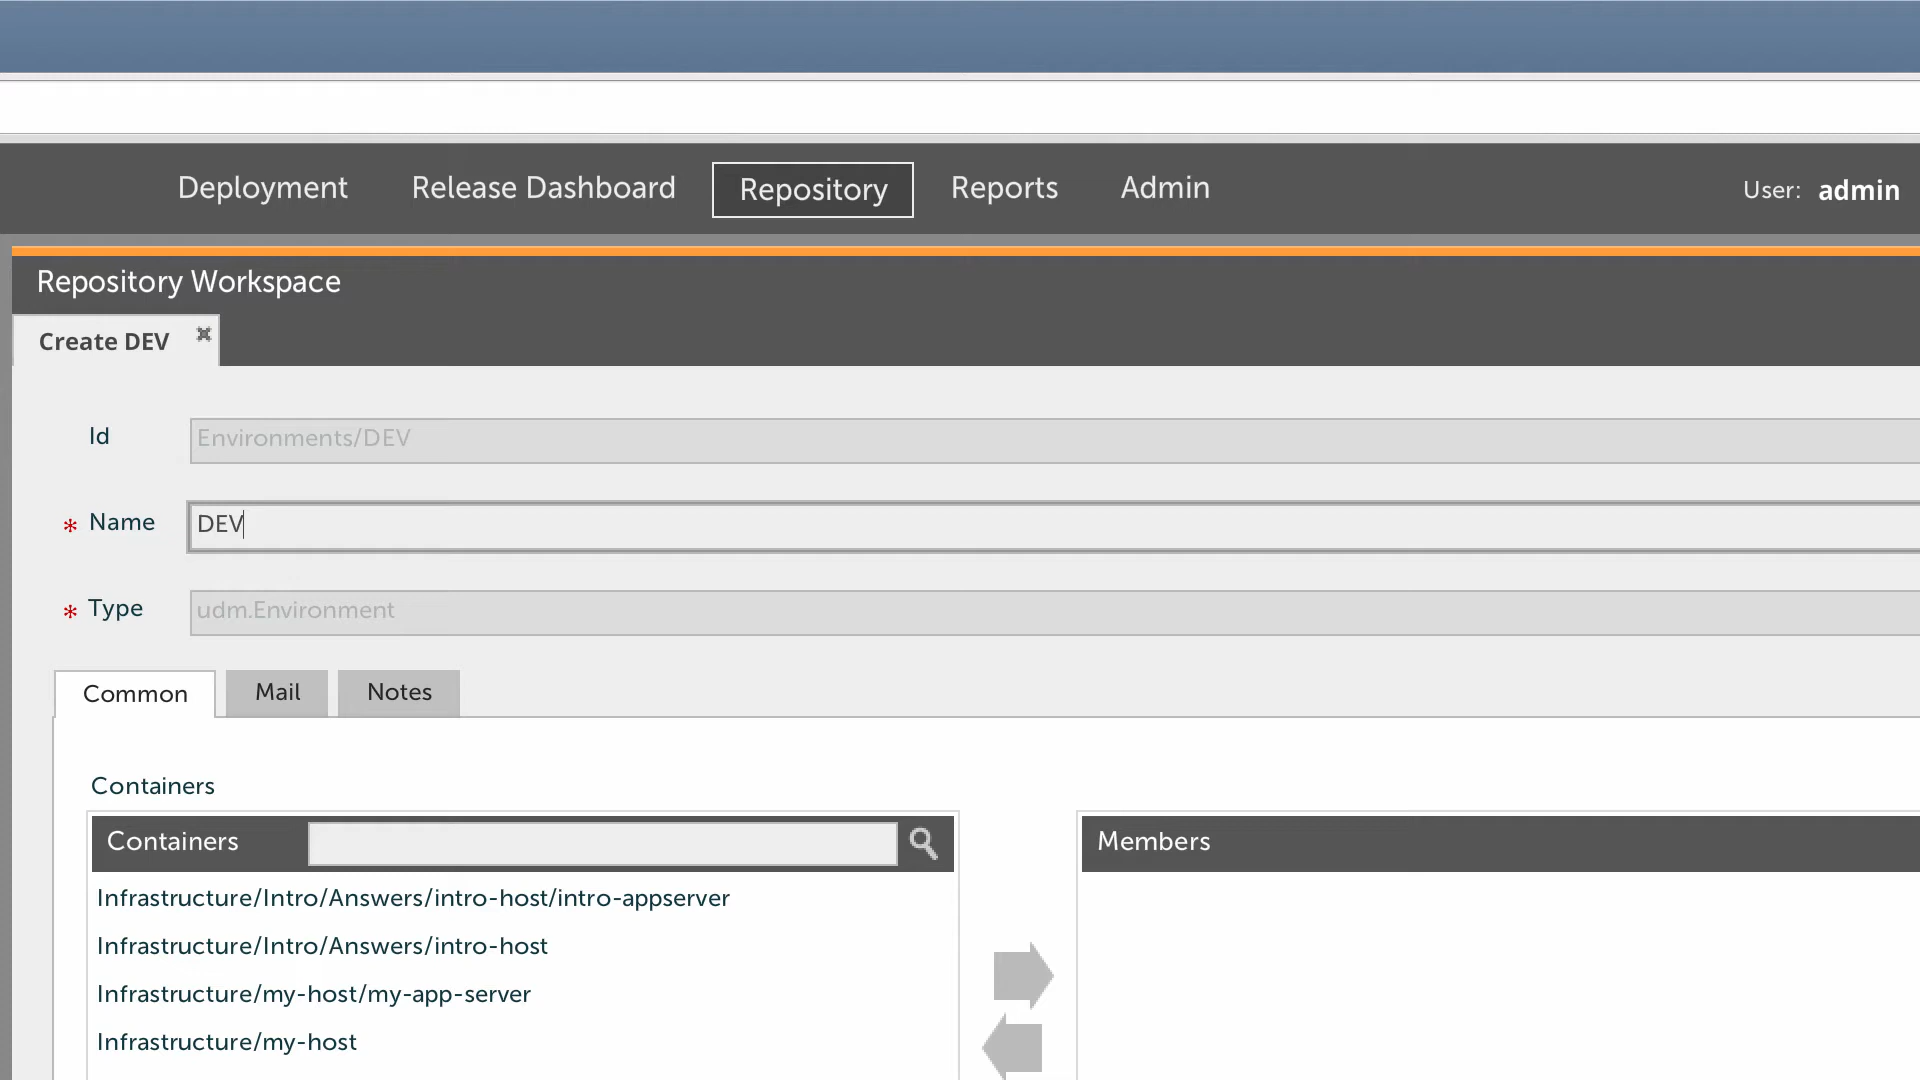 Deployment Release Dashboard Repository Reports Admin User: admin
Repository Workspace
Create DEV
Id Environments/DEV
* Name DEV
* Type udm.Environment
Common Mail Notes
Containers
Containers Members
Infrastructure/Intro/Answers/intro-host/intro-appserver
Infrastructure/Intro/Answers/intro-host
Infrastructure/my-host/my-app-server
Infrastructure/my-host